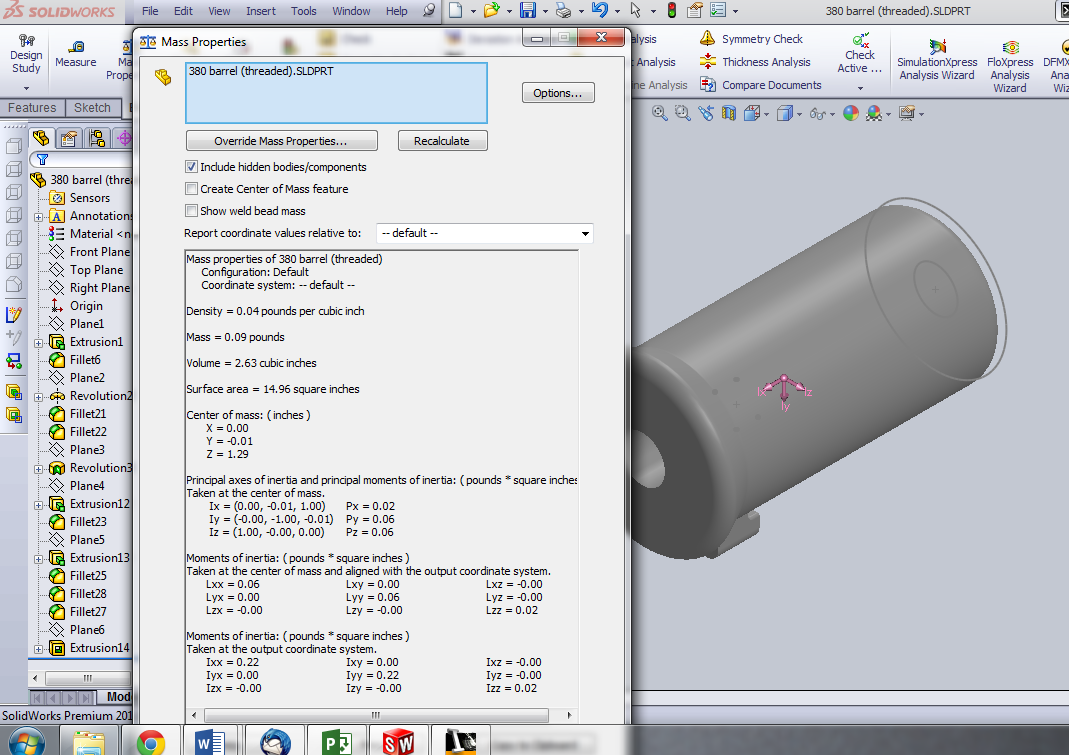 SOLIDWORKS
File Edit View Insert Tools Window Help
380 barrel (threaded).SLDPRT
Design Study
Measure
Mass Properties
380 barrel (threaded).SLDPRT
Options...
Override Mass Properties...
Recalculate
Include hidden bodies/components
Create Center of Mass feature
Show weld bead mass
Report coordinate values relative to:
-- default --
Mass properties of 380 barrel (threaded)
Configuration: Default
Coordinate system: -- default --
Density = 0.04 pounds per cubic inch
Mass = 0.09 pounds
Volume = 2.63 cubic inches
Surface area = 14.96 square inches
Center of mass: ( inches )
X = 0.00
Y = -0.01
Z = 1.29
Principal axes of inertia and principal moments of inertia: ( pounds * square inches
Taken at the center of mass.
Ix = (0.00, -0.01, 1.00) Px = 0.02
Iy = (-0.00, -1.00, -0.01) Py = 0.06
Iz = (1.00, -0.00, 0.00) Pz = 0.06
Moments of inertia: ( pounds * square inches )
Taken at the center of mass and aligned with the output coordinate system.
Lxx = 0.06 Lxy = 0.00 Lxz = -0.00
Lyx = 0.00 Lyy = 0.06 Lyz = -0.00
Lzx = -0.00 Lzy = -0.00 Lzz = 0.02
Moments of inertia: ( pounds * square inches )
Taken at the output coordinate system.
Ixx = 0.22 Ixy = 0.00 Ixz = -0.00
Iyx = 0.00 Iyy = 0.22 Iyz = -0.00
Izx = -0.00 Izy = -0.00 Izz = 0.02
Symmetry Check
Thickness Analysis
Compare Documents
Check
Active ...
SimulationXpress
Analysis Wizard
FloXpress
Analysis
Wizard
DFMX
Ana
Wiz
alysis
Analysis
ne Analysis
Features Sketch
380 barrel (threa
Sensors
Annotations
Material <n
Front Plane
Top Plane
Right Plane
Origin
Plane1
Extrusion1
Fillet6
Plane2
Revolution2
Fillet21
Fillet22
Plane3
Revolution3
Plane4
Extrusion12
Fillet23
Plane5
Extrusion13
Fillet25
Fillet28
Fillet27
Plane6
Extrusion14
Mod
SolidWorks Premium 201
Ix Iz
Iy